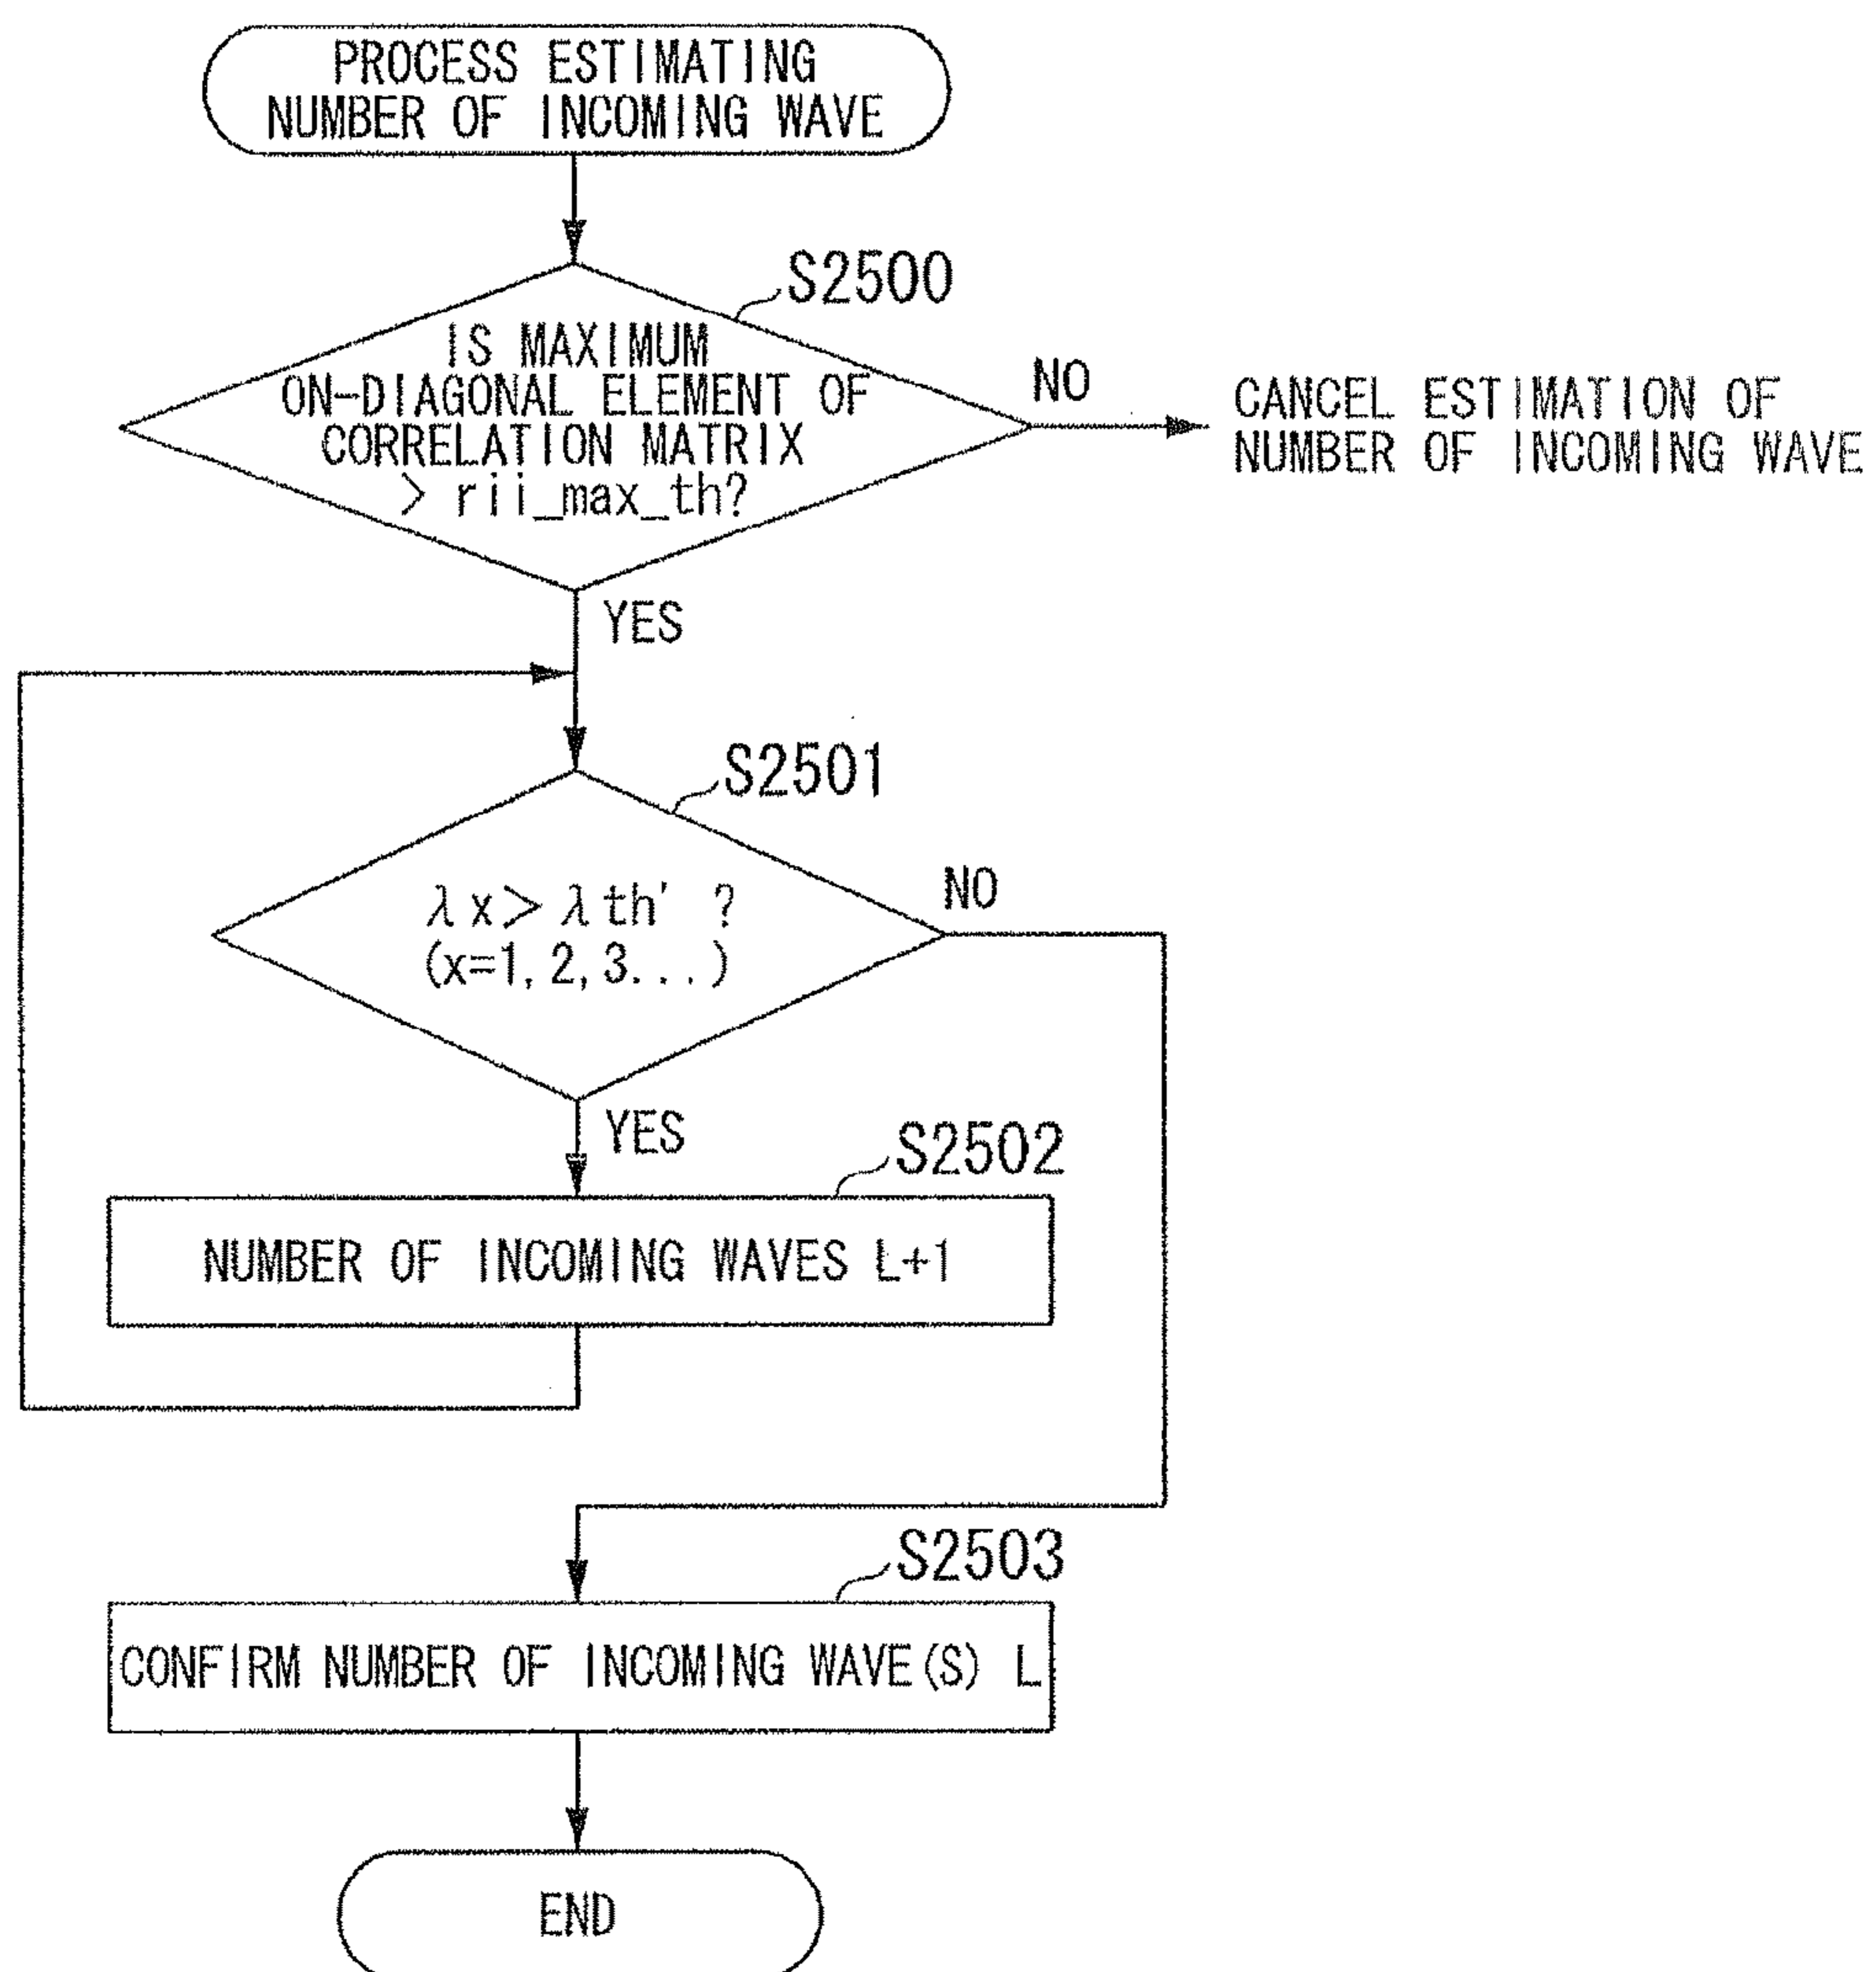 PROCESS ESTIMATING
NUMBER OF INCOMING WAVE
S2500
IS MAXIMUM
ON-DIAGONAL ELEMENT OF
CORRELATION MATRIX
> rii_max_th?
NO
CANCEL ESTIMATION OF
NUMBER OF INCOMING WAVE
YES
S2501
λx>λth' ?
(x=1,2,3...)
NO
YES
S2502
NUMBER OF INCOMING WAVES L+1
S2503
CONFIRM NUMBER OF INCOMING WAVE(S) L
END